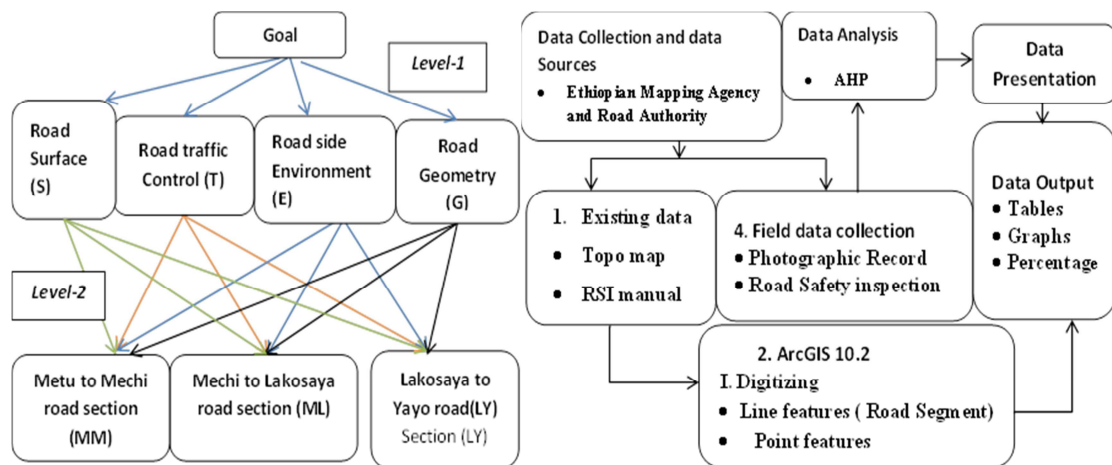 Goal
Level-1
Road
Surface
(S)
Road traffic
Control (T)
Road side
Environment
(E)
Road
Geometry
(G)
Level-2
Metu to Mechi
road section
(MM)
Mechi to Lakosaya
road section (ML)
Lakosaya to
Yayo road(LY)
Section (LY)
Data Collection and data
Sources
• Ethiopian Mapping Agency
and Road Authority
Data Analysis
• AHP
Data
Presentation
1. Existing data
• Topo map
• RSI manual
4. Field data collection
• Photographic Record
• Road Safety inspection
Data Output
• Tables
• Graphs
• Percentage
2. ArcGIS 10.2
I. Digitizing
• Line features ( Road Segment)
• Point features